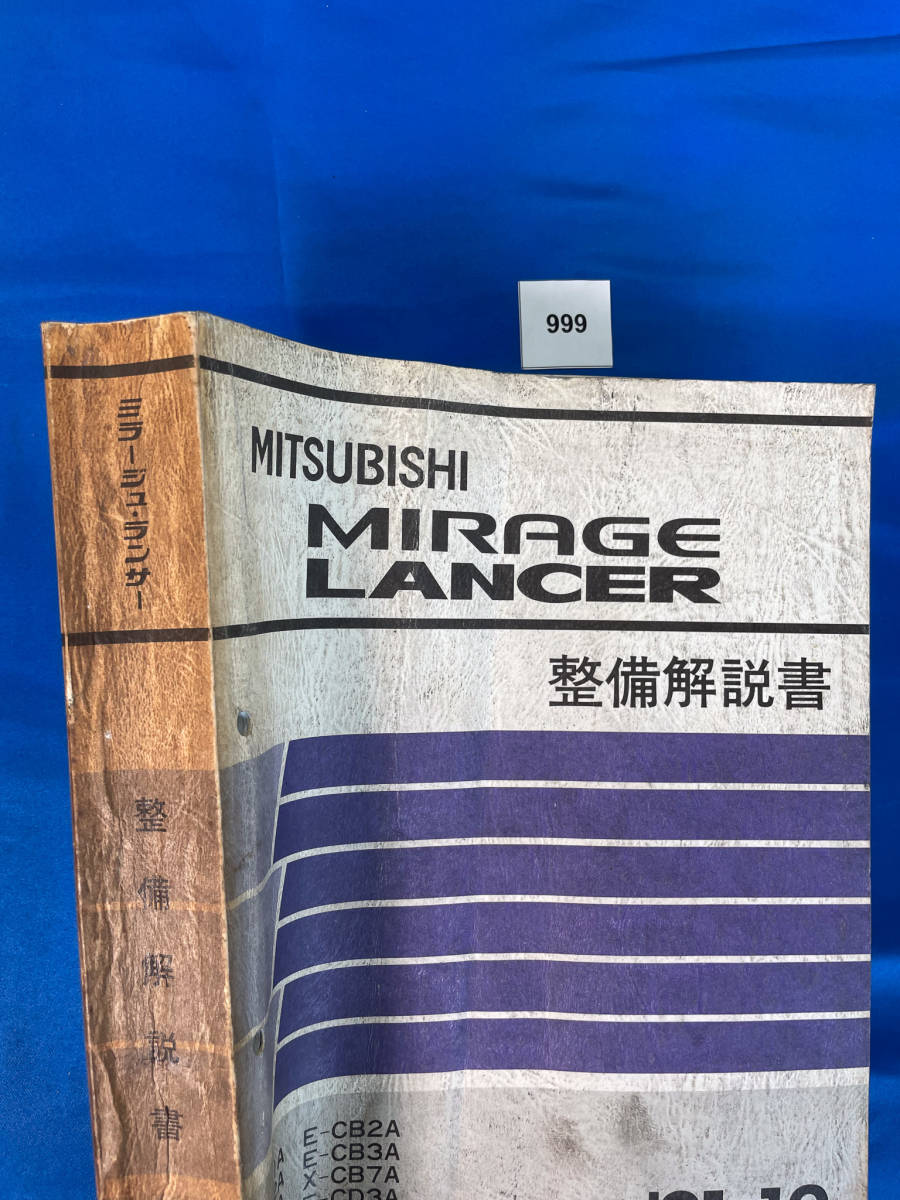 999
ミラージュ・ランサー
整備解説書
MITSUBISHI
MIRAGE
LANCER
整備解説書
E-CB2A
E-CB3A
X-CB7A
CD3A